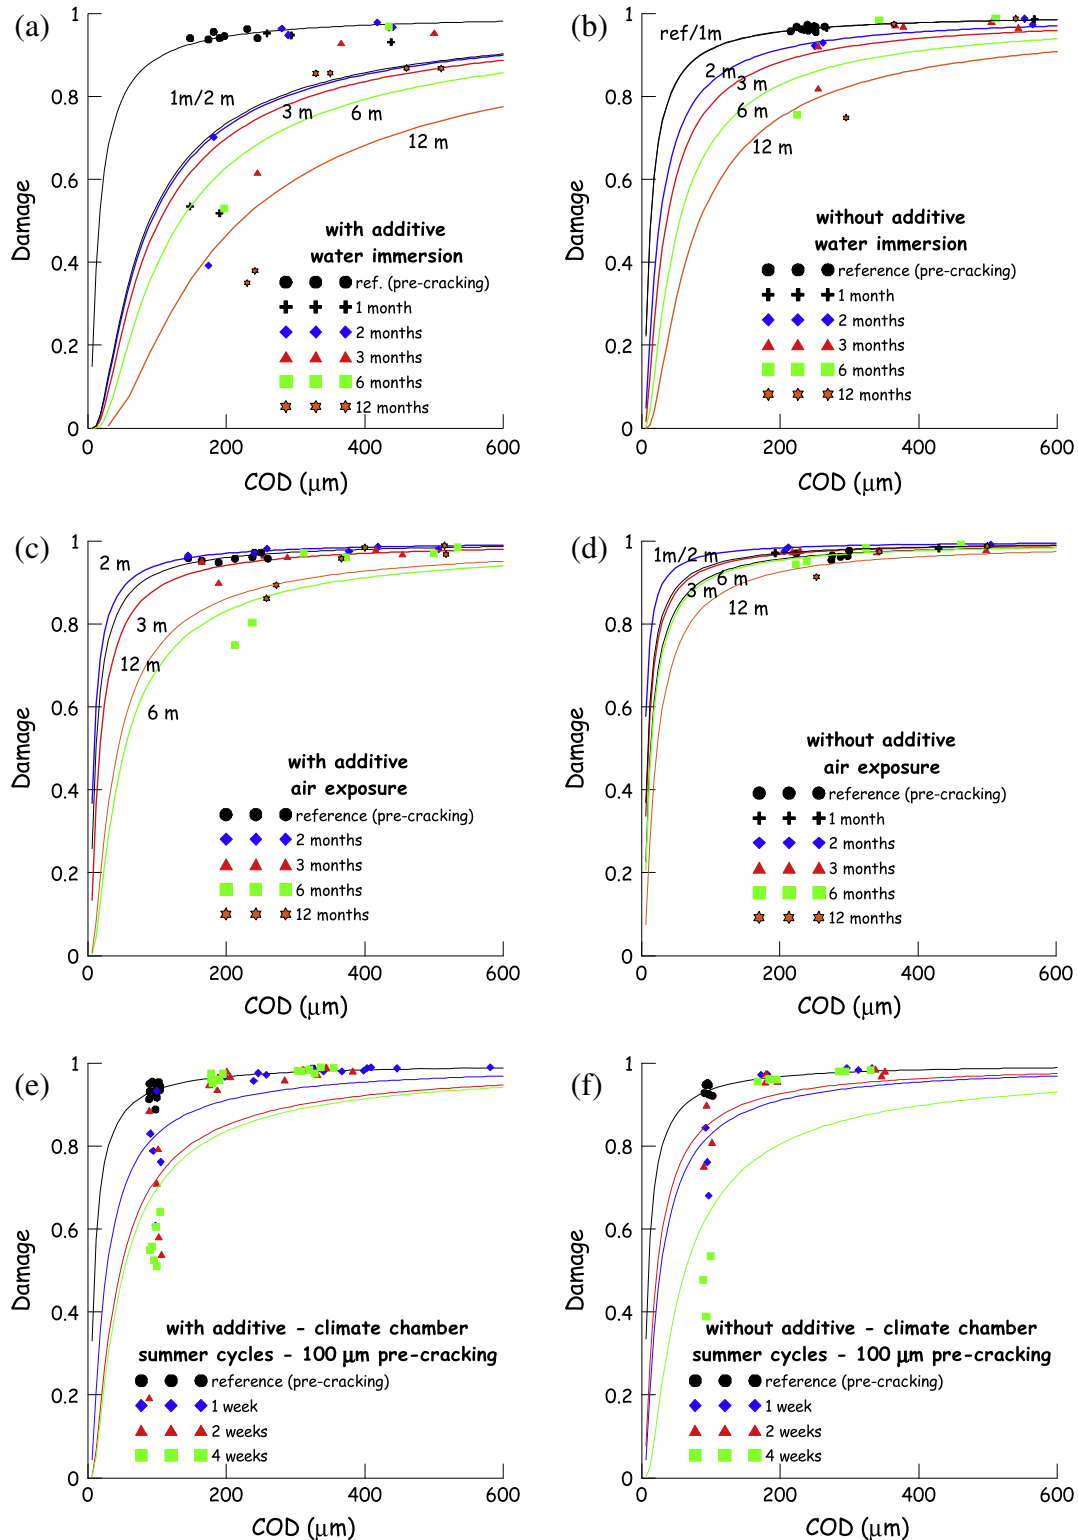 (a)
1
0.8
0.6
0.4
0.2
0
Damage
1m/2 m
3 m
6 m
12 m
with additive
water immersion
ref. (pre-cracking)
1 month
2 months
3 months
6 months
12 months
0 200 400 600
COD (μm)
(b)
1
0.8
0.6
0.4
0.2
0
Damage
ref/1m
2 m
3 m
6 m
12 m
without additive
water immersion
reference (pre-cracking)
1 month
2 months
3 months
6 months
12 months
0 200 400 600
COD (μm)
(c)
1
0.8
0.6
0.4
0.2
0
Damage
2 m
3 m
12 m
6 m
with additive
air exposure
reference (pre-cracking)
2 months
3 months
6 months
12 months
0 200 400 600
COD (μm)
(d)
1
0.8
0.6
0.4
0.2
0
Damage
1m/2 m
6 m
3 m
12 m
without additive
air exposure
reference (pre-cracking)
1 month
2 months
3 months
6 months
12 months
0 200 400 600
COD (μm)
(e)
1
0.8
0.6
0.4
0.2
0
Damage
with additive - climate chamber
summer cycles - 100 μm pre-cracking
reference (pre-cracking)
1 week
2 weeks
4 weeks
0 200 400 600
COD (μm)
(f)
1
0.8
0.6
0.4
0.2
0
Damage
without additive - climate chamber
summer cycles - 100 μm pre-cracking
reference (pre-cracking)
1 week
2 weeks
4 weeks
0 200 400 600
COD (μm)